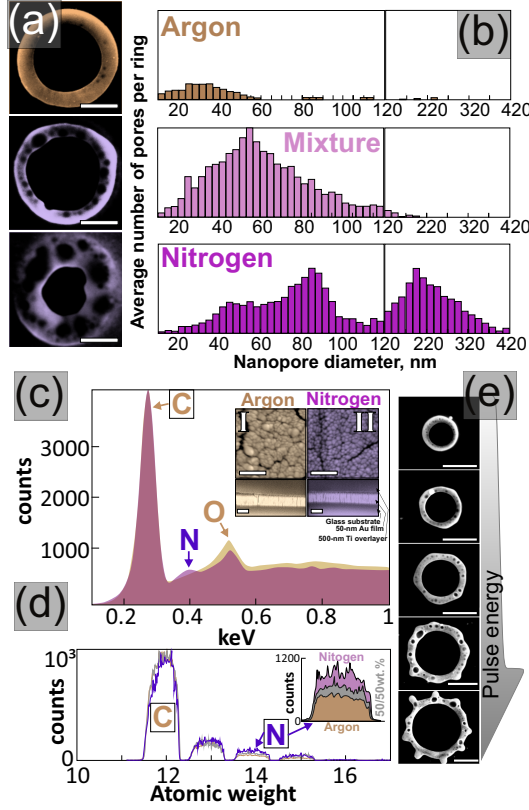 (a)
(b)
Average number of pores per ring
Argon
20 40 60 80 100 120 120 220 320 420
Mixture
20 40 60 80 100 120 120 220 320 420
Nitrogen
20 40 60 80 100 120 120 220 320 420
Nanopore diameter, nm
(c)
counts
3000
2000
1000
C
N
O
0.2 0.4 0.6 0.8 1
keV
Argon
Nitrogen
I
II
Glass substrate
50-nm Au film
500-nm Ti overlayer
(d)
counts
10³
0
C
N
10 12 14 16
Atomic weight
counts
1200
0
Nitogen
50/50wt.%
Argon
(e)
Pulse energy